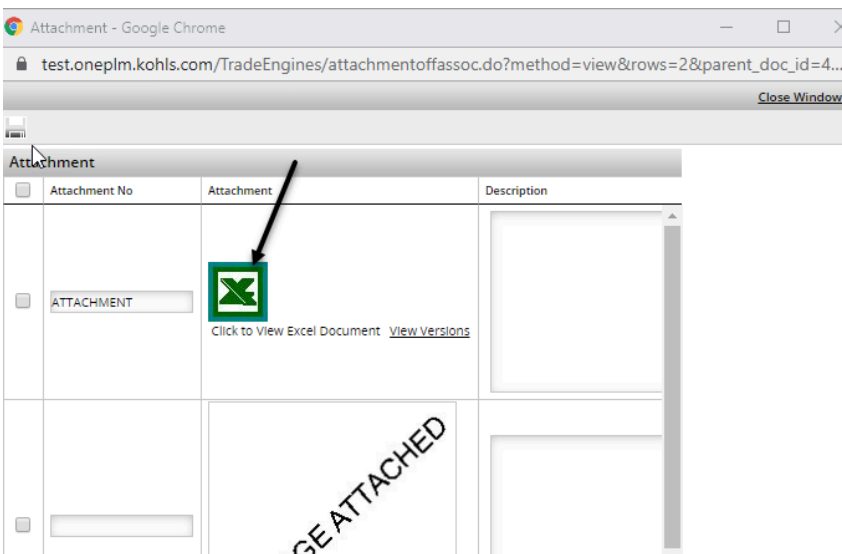 Attachment - Google Chrome
test.oneplm.kohls.com/TradeEngines/attachmentoffassoc.do?method=view&rows=2&parent_doc_id=4...
Close Window
Attachment
Attachment No Attachment Description
ATTACHMENT
Click to View Excel Document View Versions
GE ATTACHED